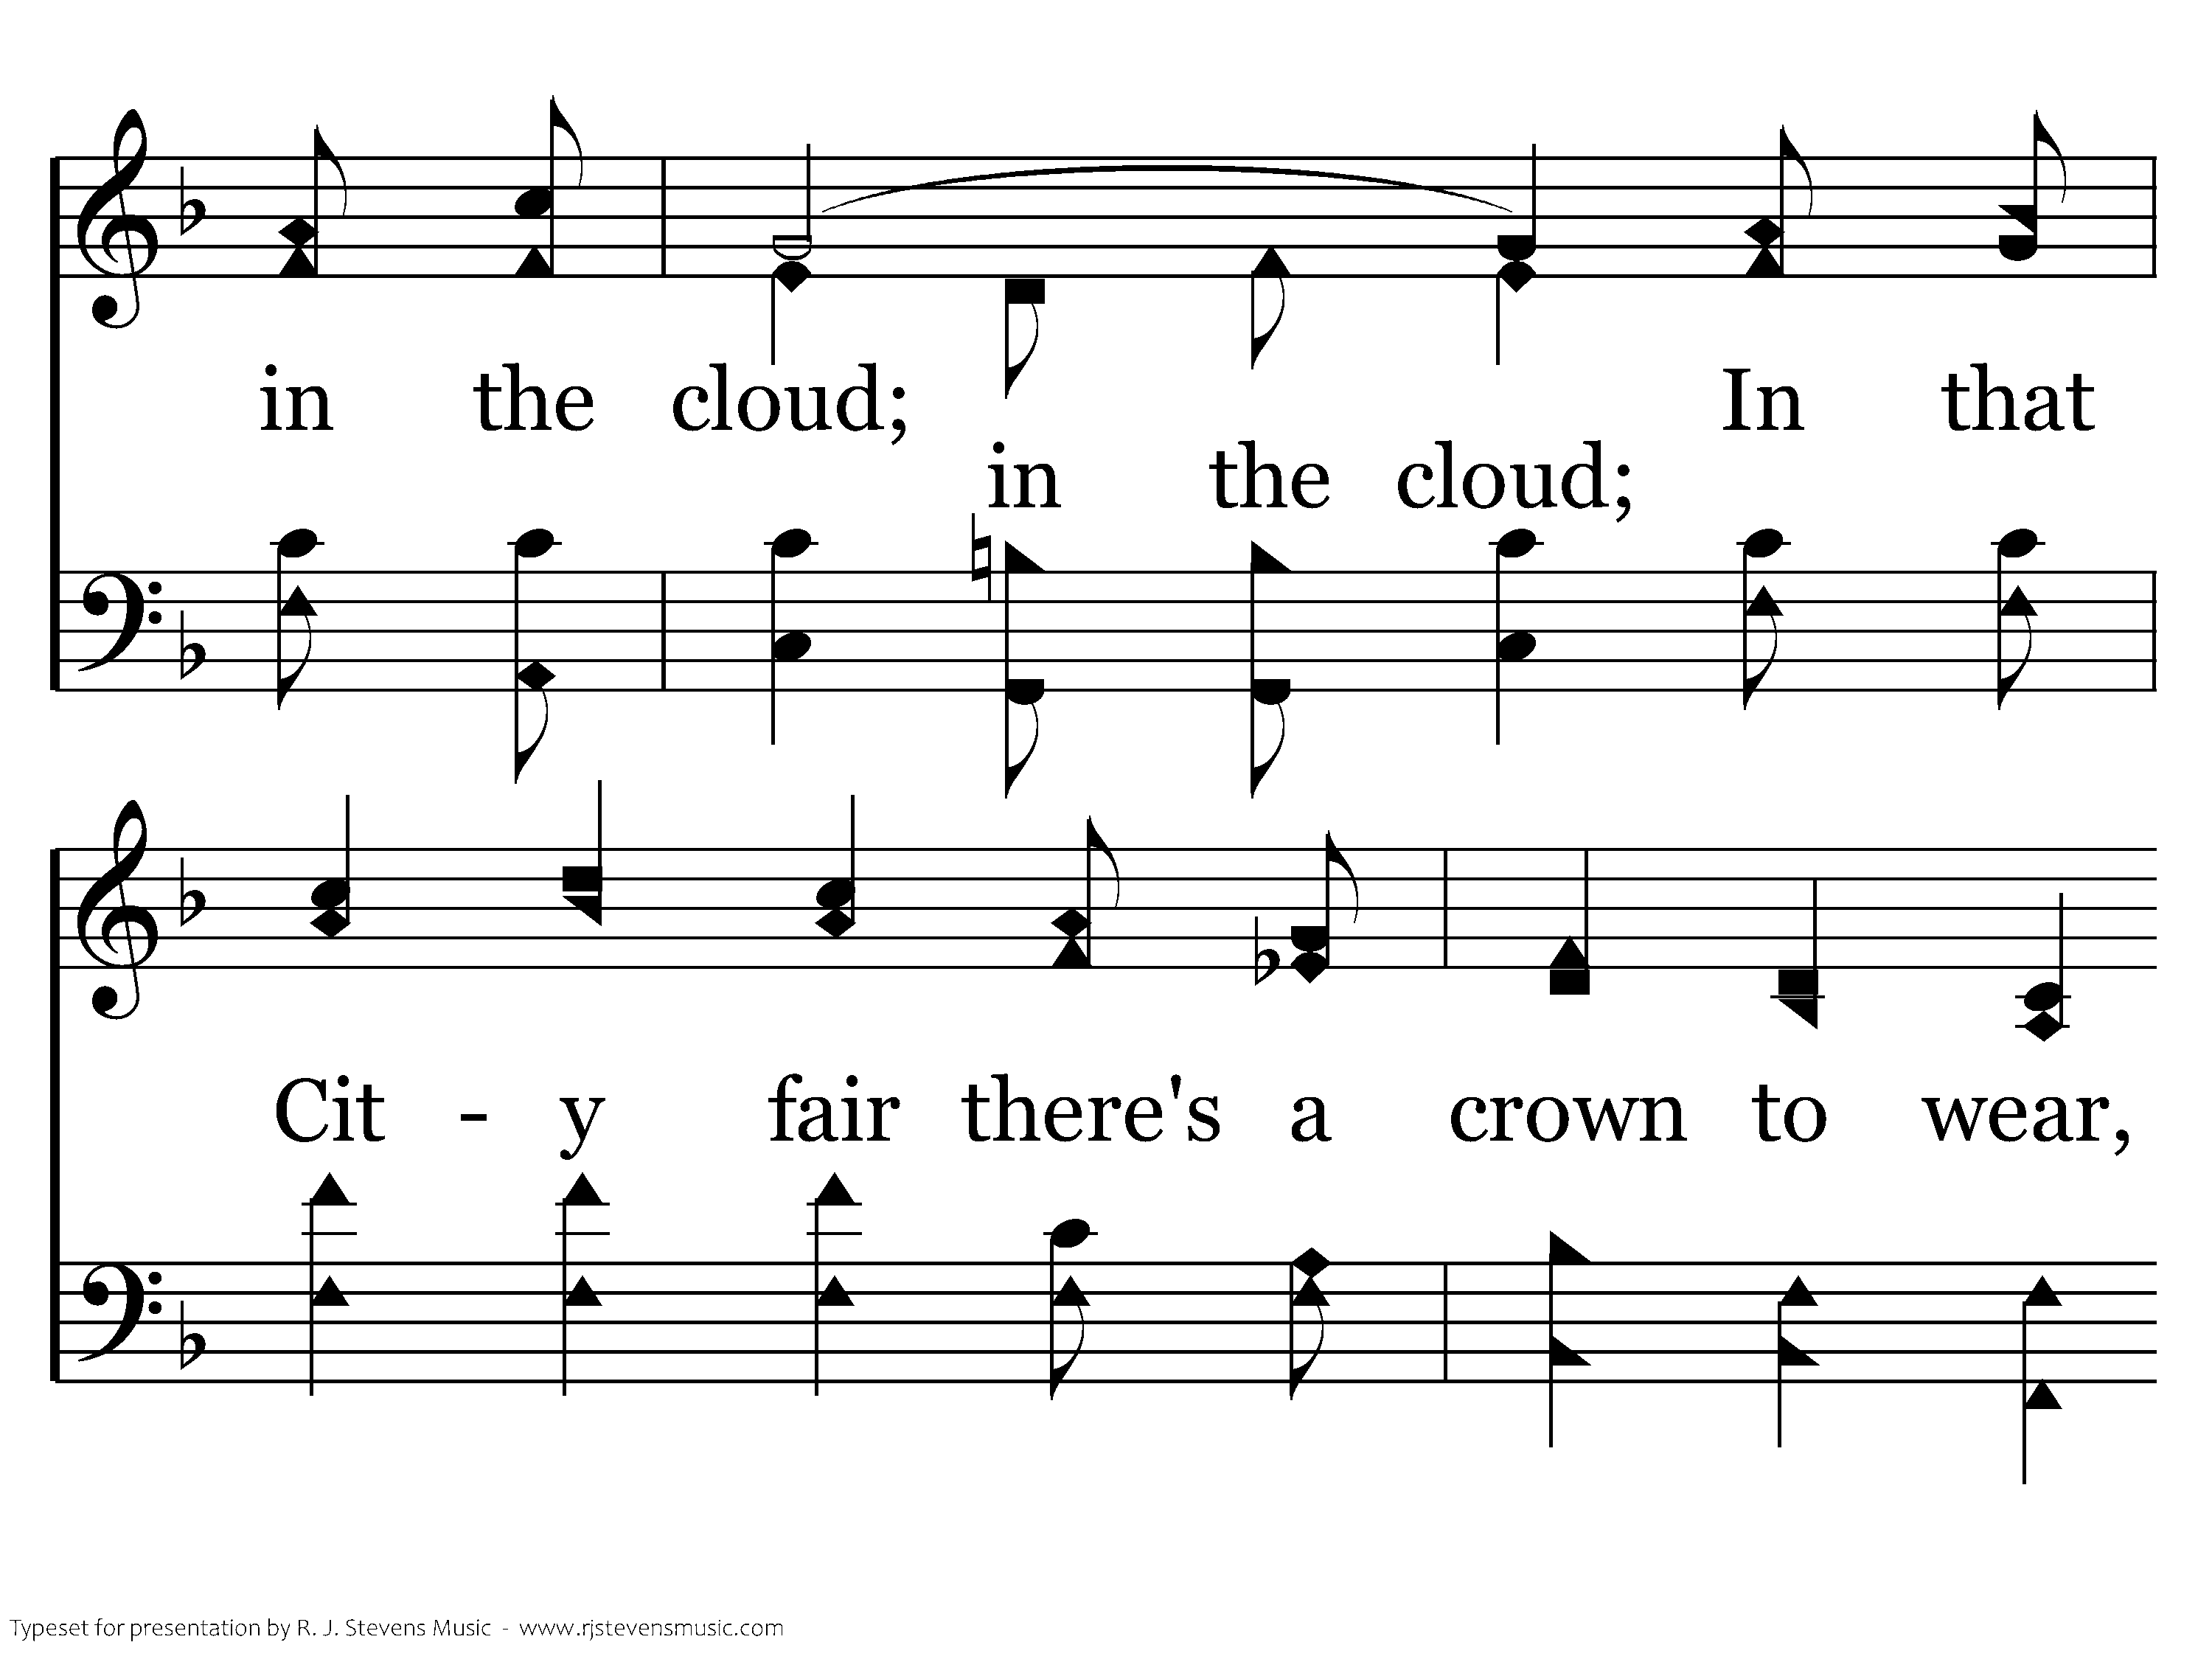 in the cloud; In that
in the cloud;
Cit - y fair there's a crown to wear,
Typeset for presentation by R. J. Stevens Music - www.rjstevensmusic.com